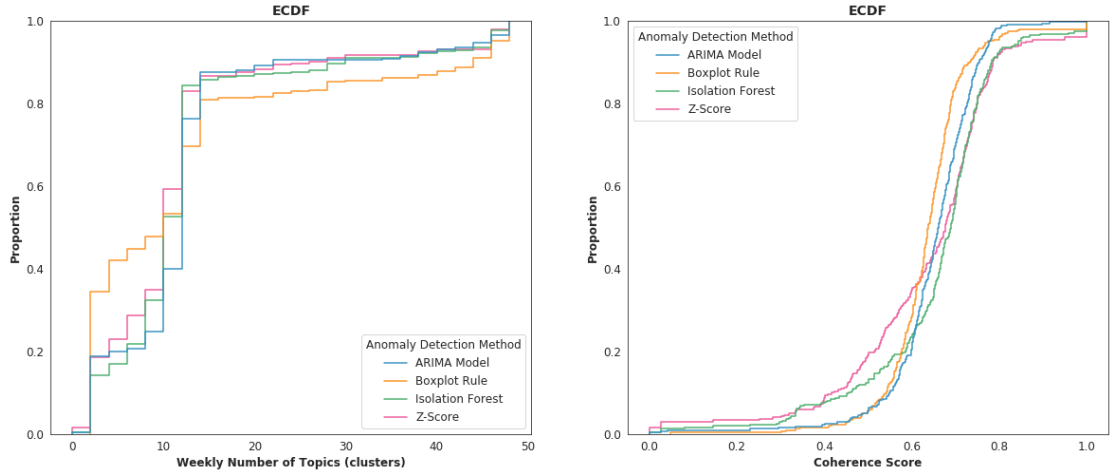 ECDF
1.0
0.8
0.6
0.4
0.2
0.0
Proportion
Anomaly Detection Method
ARIMA Model
Boxplot Rule
Isolation Forest
Z-Score
0 10 20 30 40 50
Weekly Number of Topics (clusters)
ECDF
1.0
0.8
0.6
0.4
0.2
0.0
Proportion
Anomaly Detection Method
ARIMA Model
Boxplot Rule
Isolation Forest
Z-Score
0.0 0.2 0.4 0.6 0.8 1.0
Coherence Score